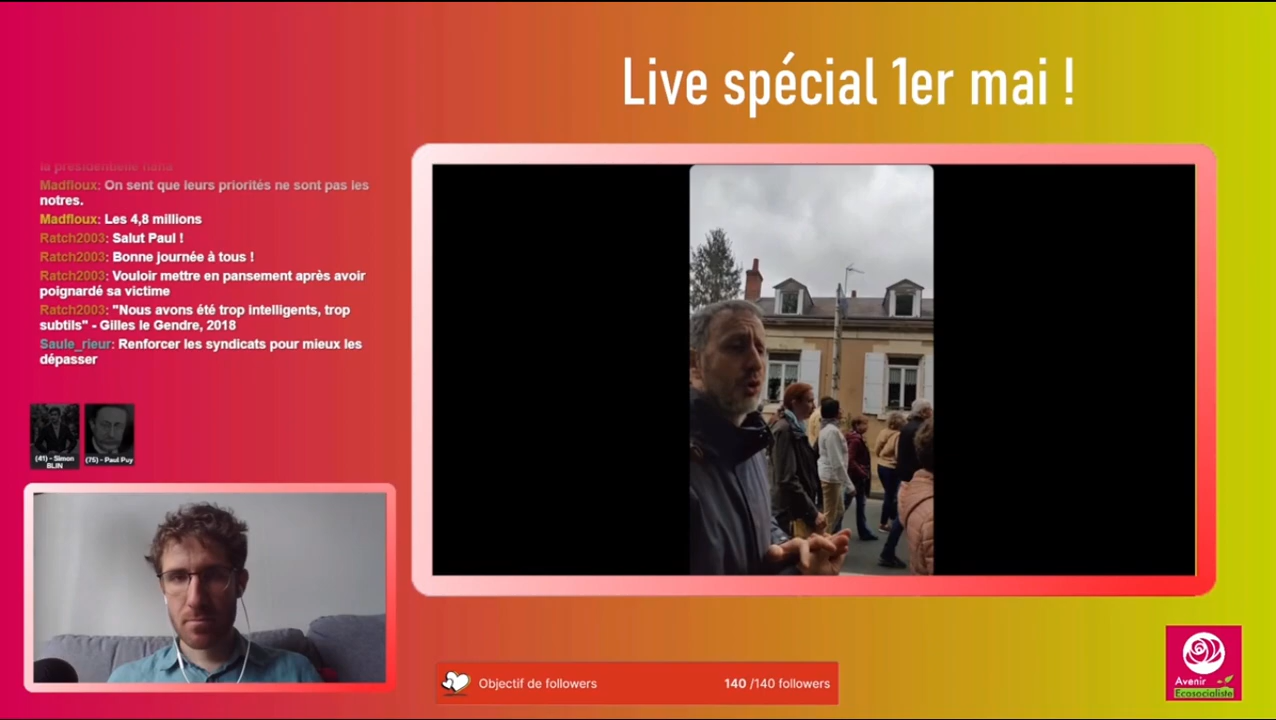 Live spécial 1er mai !
la présidentielle haha
Madfloux: On sent que leurs priorités ne sont pas les
notres.
Madfloux: Les 4,8 millions
Ratch2003: Salut Paul !
Ratch2003: Bonne journée à tous !
Ratch2003: Vouloir mettre en pansement après avoir
poignardé sa victime
Ratch2003: "Nous avons été trop intelligents, trop
subtils" - Gilles le Gendre, 2018
Saule_rieur: Renforcer les syndicats pour mieux les
dépasser
(41) - Simon
BLIN
(75) - Paul Puy
Objectif de followers
140 /140 followers
Avenir
Ecosocialiste